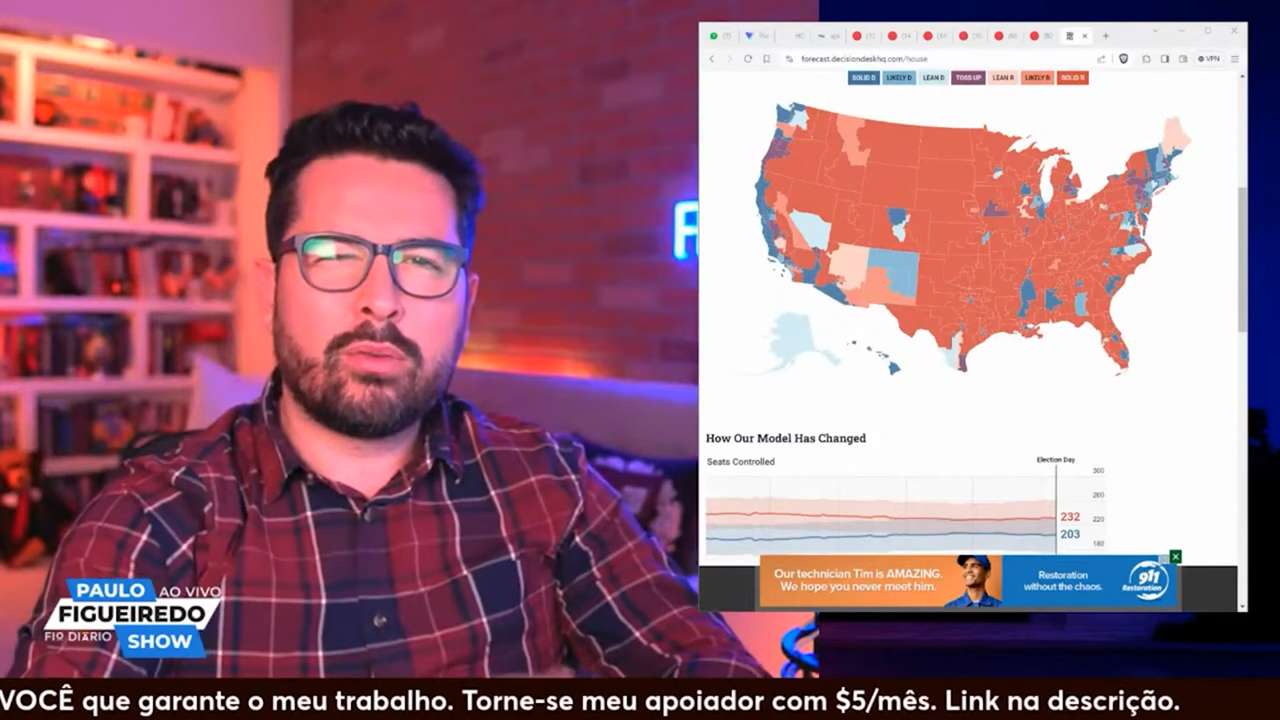 forecast.decisiondeskhq.com/house
VPN
SOLID D
LIKELY D
LEAN D
TOSS UP
LEAN R
LIKELY R
SOLID R
How Our Model Has Changed
Seats Controlled
Election Day
300
260
232
220
203
180
Our technician Tim is AMAZING.
We hope you never meet him.
Restoration
without the chaos.
911
Restoration
PAULO
AO VIVO
FIGUEIREDO
FIO DIÁRIO
SHOW
VOCÊ que garante o meu trabalho. Torne-se meu apoiador com $5/mês. Link na descrição.